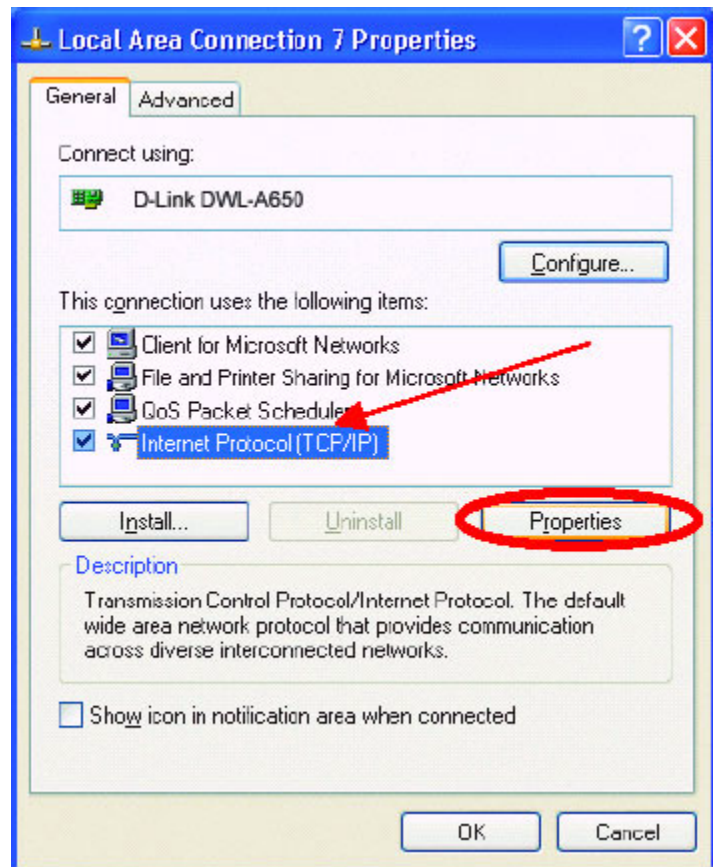 Local Area Connection 7 Properties
General
Advanced
Connect using:
D-Link DWL-A650
Configure...
This connection uses the following items:
Client for Microsoft Networks
File and Printer Sharing for Microsoft Networks
QoS Packet Scheduler
Internet Protocol (TCP/IP)
Install...
Uninstall
Properties
Description
Transmission Control Protocol/Internet Protocol. The default
wide area network protocol that provides communication
across diverse interconnected networks.
Show icon in notification area when connected
OK
Cancel